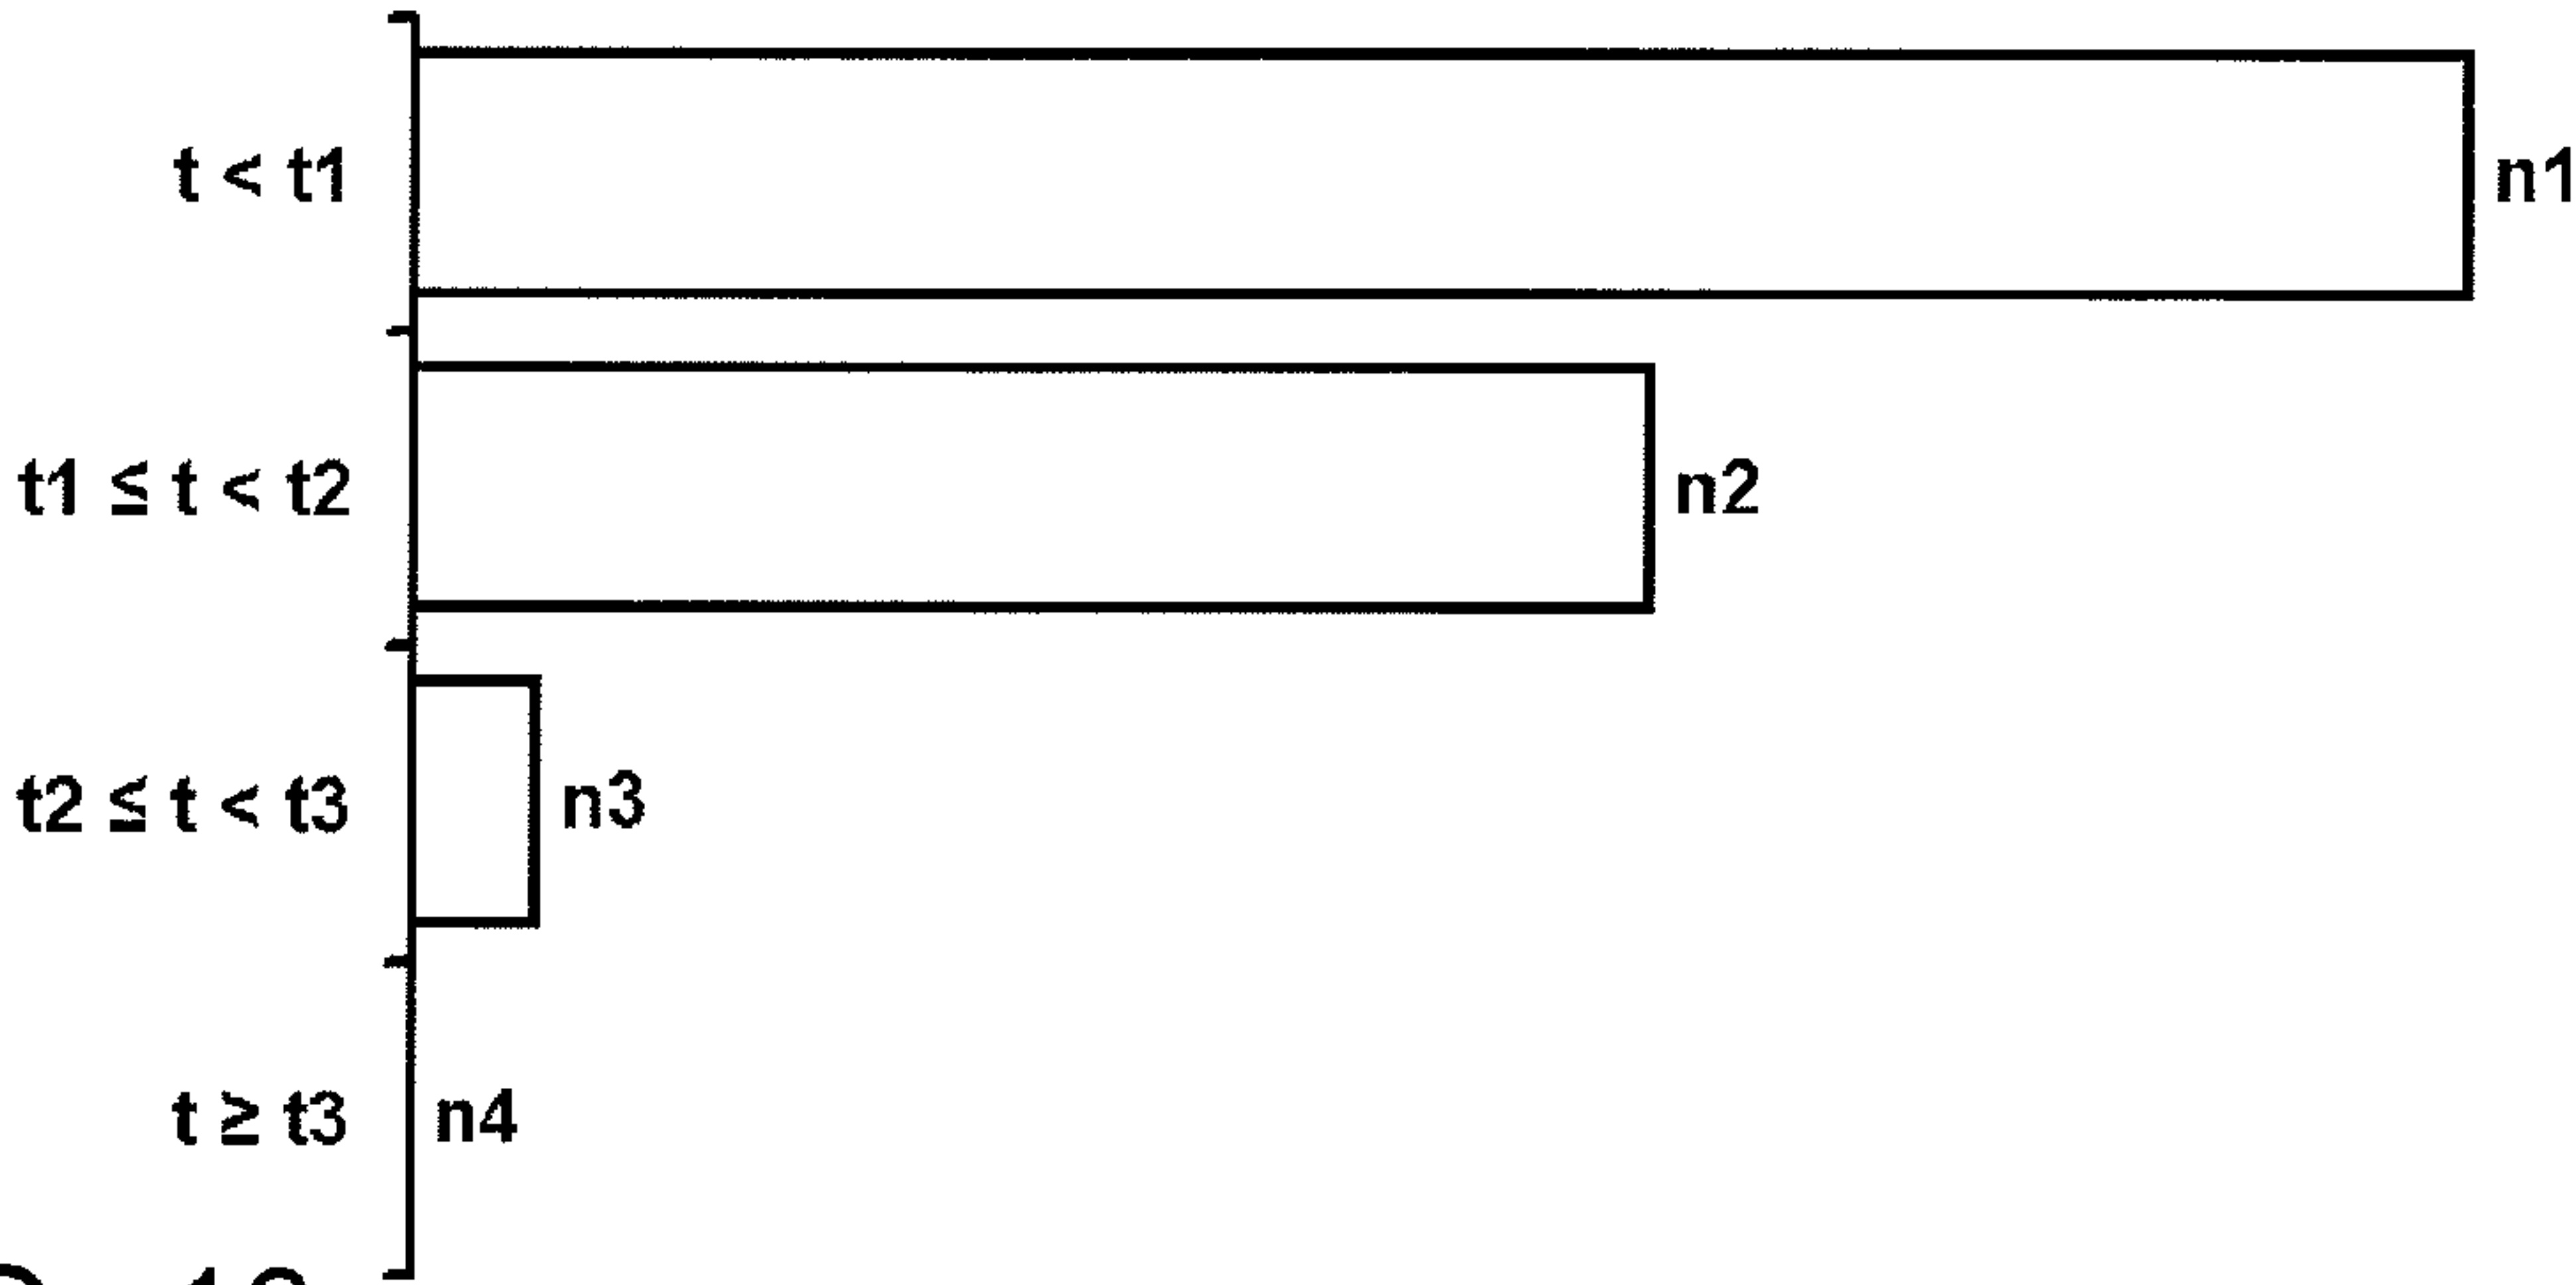 t < t1 n1
t1 ≤ t < t2 n2
t2 ≤ t < t3 n3
t ≥ t3 n4